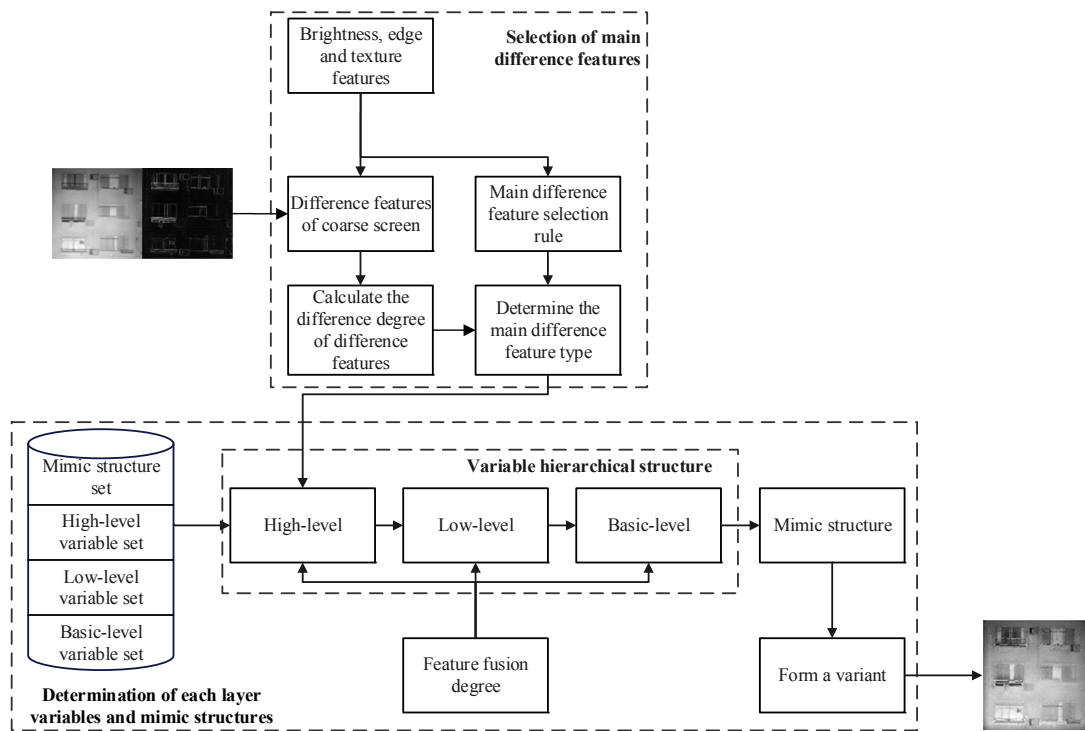 Brightness, edge
and texture
features
Selection of main
difference features
Difference features
of coarse screen
Main difference
feature selection
rule
Calculate the
difference degree
of difference
features
Determine the
main difference
feature type
Mimic structure
set
High-level
variable set
Low-level
variable set
Basic-level
variable set
Variable hierarchical structure
High-level
Low-level
Basic-level
Mimic structure
Feature fusion
degree
Form a variant
Determination of each layer
variables and mimic structures